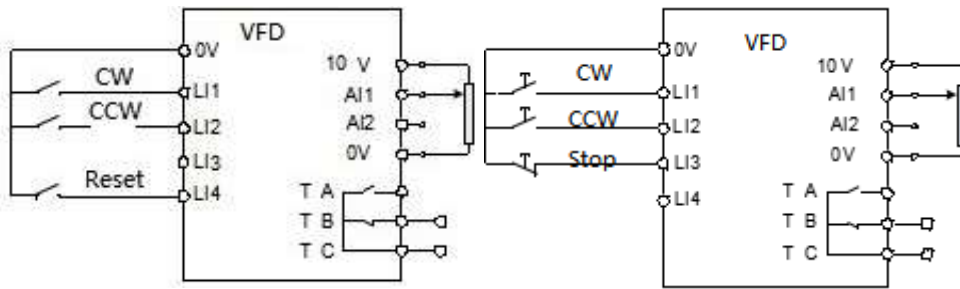 VFD
0V
CW
LI1
CCW
LI2
LI3
Reset
LI4
10 V
AI1
AI2
0V
T A
T B
T C
VFD
0V
CW
LI1
CCW
LI2
Stop
LI3
LI4
10 V
AI1
AI2
0V
T A
T B
T C